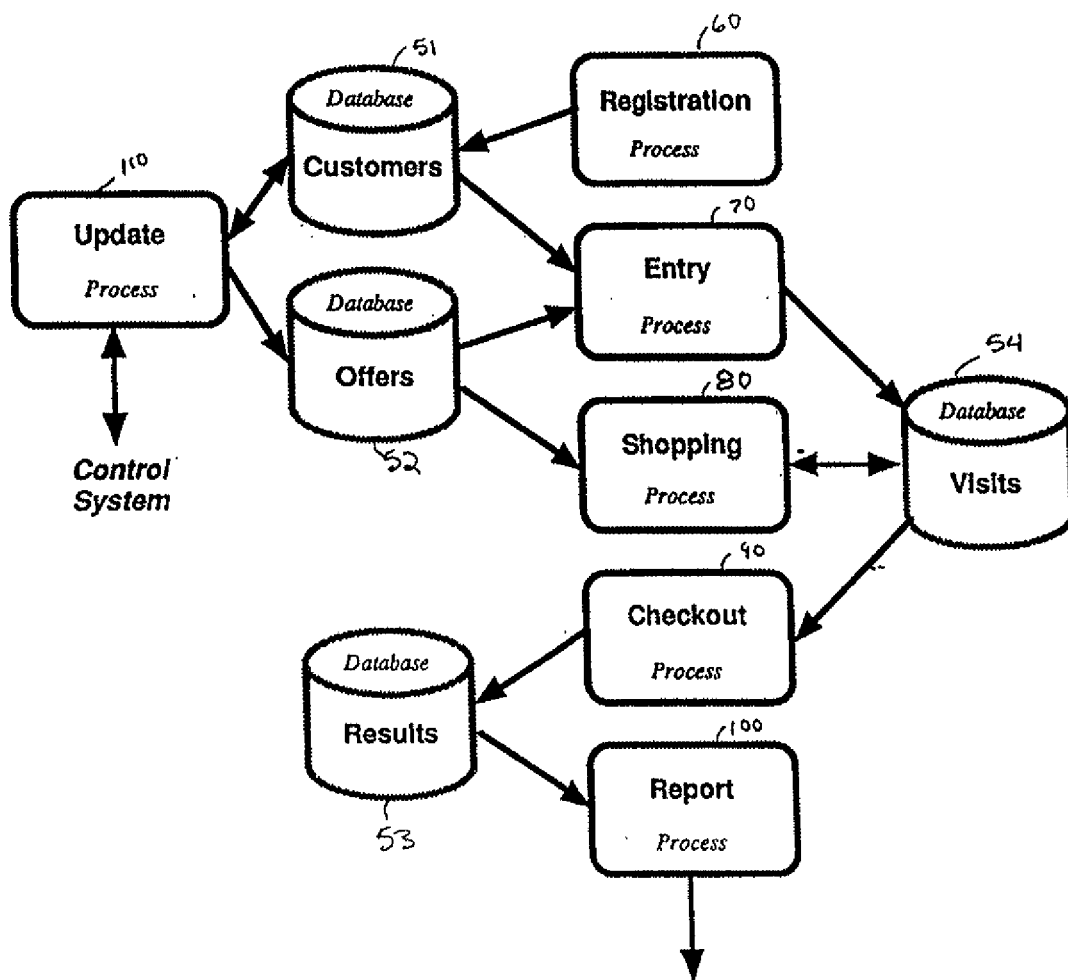 60
51
Database
Customers
Registration
Process
110
Update
Process
70
Entry
Process
Database
Offers
52
Control
System
80
Shopping
Process
54
Database
Visits
90
Checkout
Process
Database
Results
53
100
Report
Process